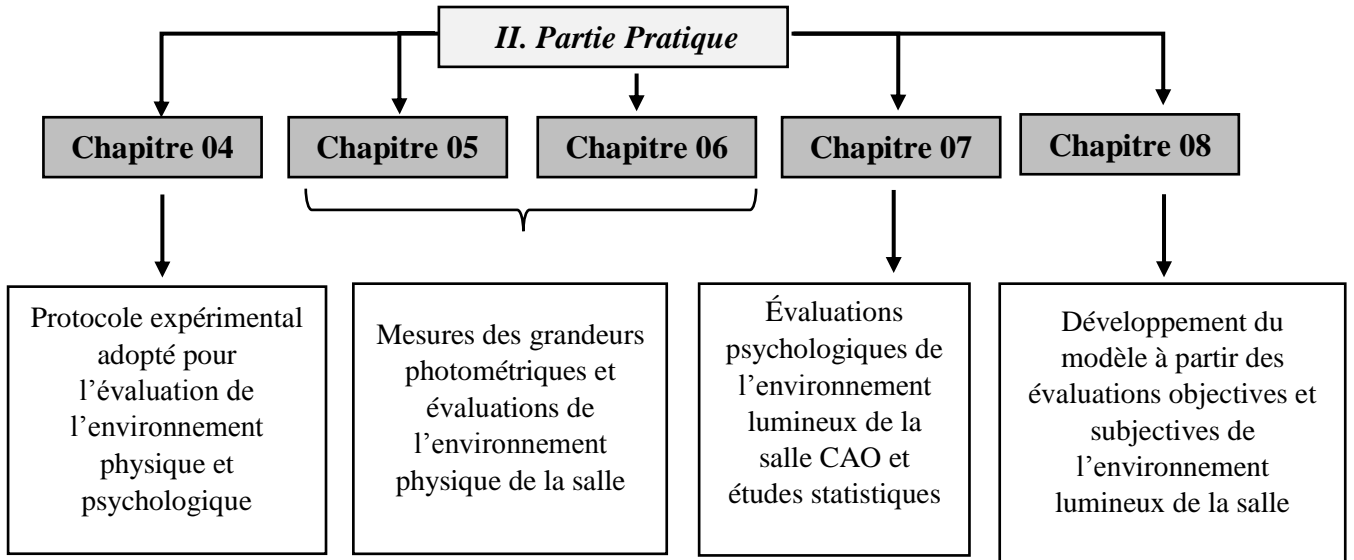 II. Partie Pratique
Chapitre 04
Chapitre 05
Chapitre 06
Chapitre 07
Chapitre 08
Protocole expérimental
adopté pour
l’évaluation de
l’environnement
physique et
psychologique
Mesures des grandeurs
photométriques et
évaluations de
l’environnement
physique de la salle
Évaluations
psychologiques de
l’environnement
lumineux de la
salle CAO et
études statistiques
Développement du
modèle à partir des
évaluations objectives et
subjectives de
l’environnement
lumineux de la salle